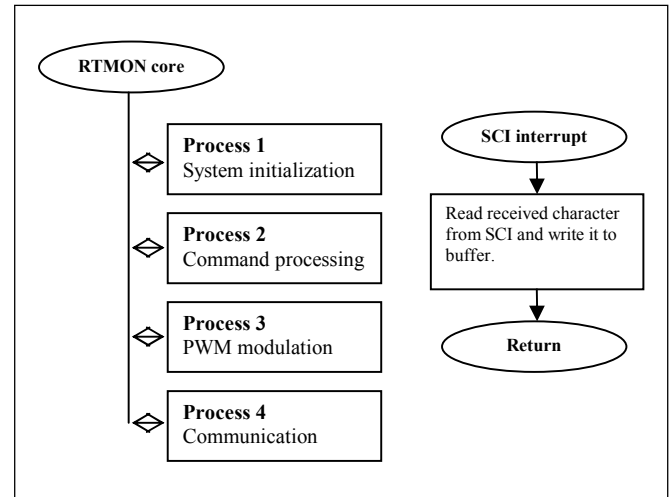 RTMON core
Process 1
System initialization
Process 2
Command processing
Process 3
PWM modulation
Process 4
Communication
SCI interrupt
Read received character
from SCI and write it to
buffer.
Return